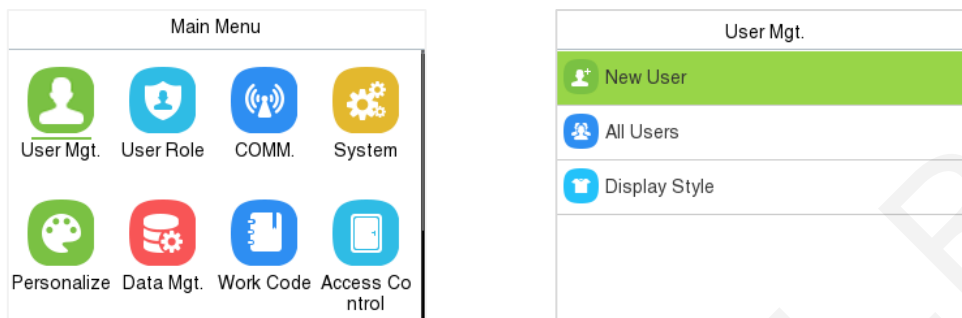 Main Menu
User Mgt.
User Role
COMM.
System
Personalize
Data Mgt.
Work Code
Access Co
ntrol
User Mgt.
New User
All Users
Display Style